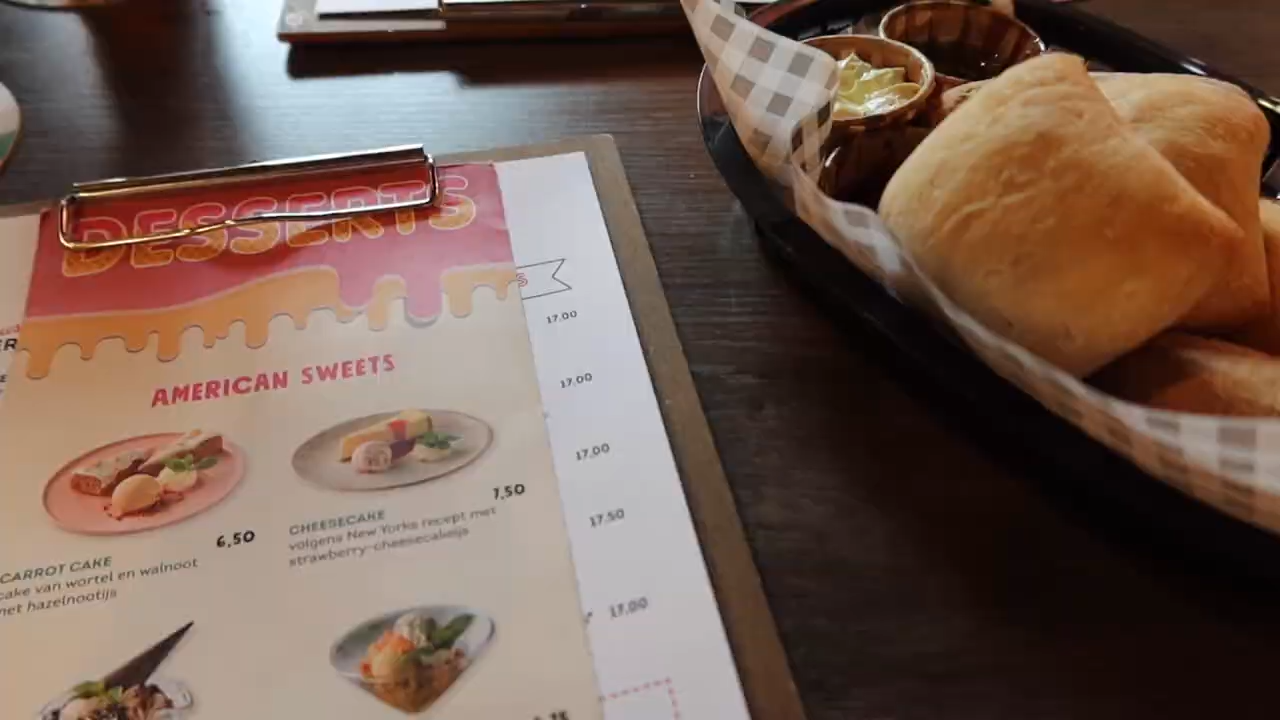 DESSERTS
AMERICAN SWEETS
17,00
17,00
17,00
17,50
17,00
6,50
CARROT CAKE
cake van wortel en walnoot
met hazelnootijs
7,50
CHEESECAKE
volgens New Yorks recept met
strawberry-cheesecakeijs